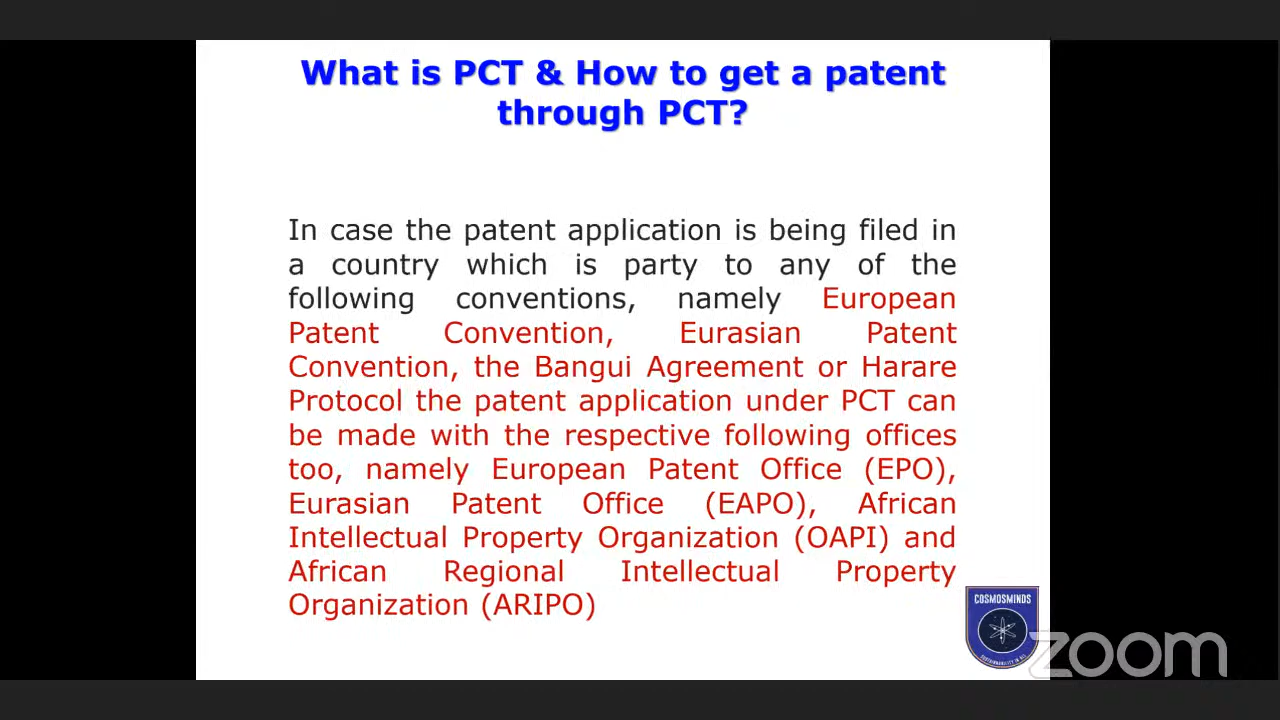 What is PCT & How to get a patent
through PCT?
In case the patent application is being filed in
a country which is party to any of the
following conventions, namely European
Patent Convention, Eurasian Patent
Convention, the Bangui Agreement or Harare
Protocol the patent application under PCT can
be made with the respective following offices
too, namely European Patent Office (EPO),
Eurasian Patent Office (EAPO), African
Intellectual Property Organization (OAPI) and
African Regional Intellectual Property
Organization (ARIPO)
COSMOSMINDS
zoom